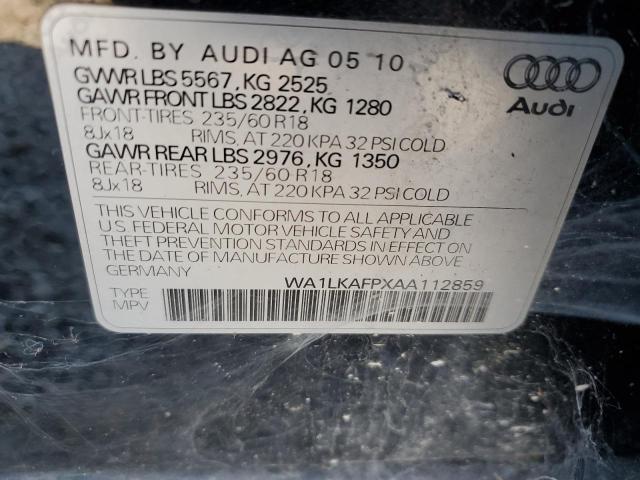 MFD. BY AUDI AG 05 10
GVWR LBS 5567, KG 2525
GAWR FRONT LBS 2822, KG 1280
FRONT-TIRES 235/60 R18
8Jx18 RIMS, AT 220 KPA 32 PSI COLD
GAWR REAR LBS 2976, KG 1350
REAR-TIRES 235/60 R18
8Jx18 RIMS, AT 220 KPA 32 PSI COLD
THIS VEHICLE CONFORMS TO ALL APPLICABLE
U.S. FEDERAL MOTOR VEHICLE SAFETY AND
THEFT PREVENTION STANDARDS IN EFFECT ON
THE DATE OF MANUFACTURE SHOWN ABOVE
GERMANY
WA1LKAFPXAA112859
TYPE
MPV
Audi